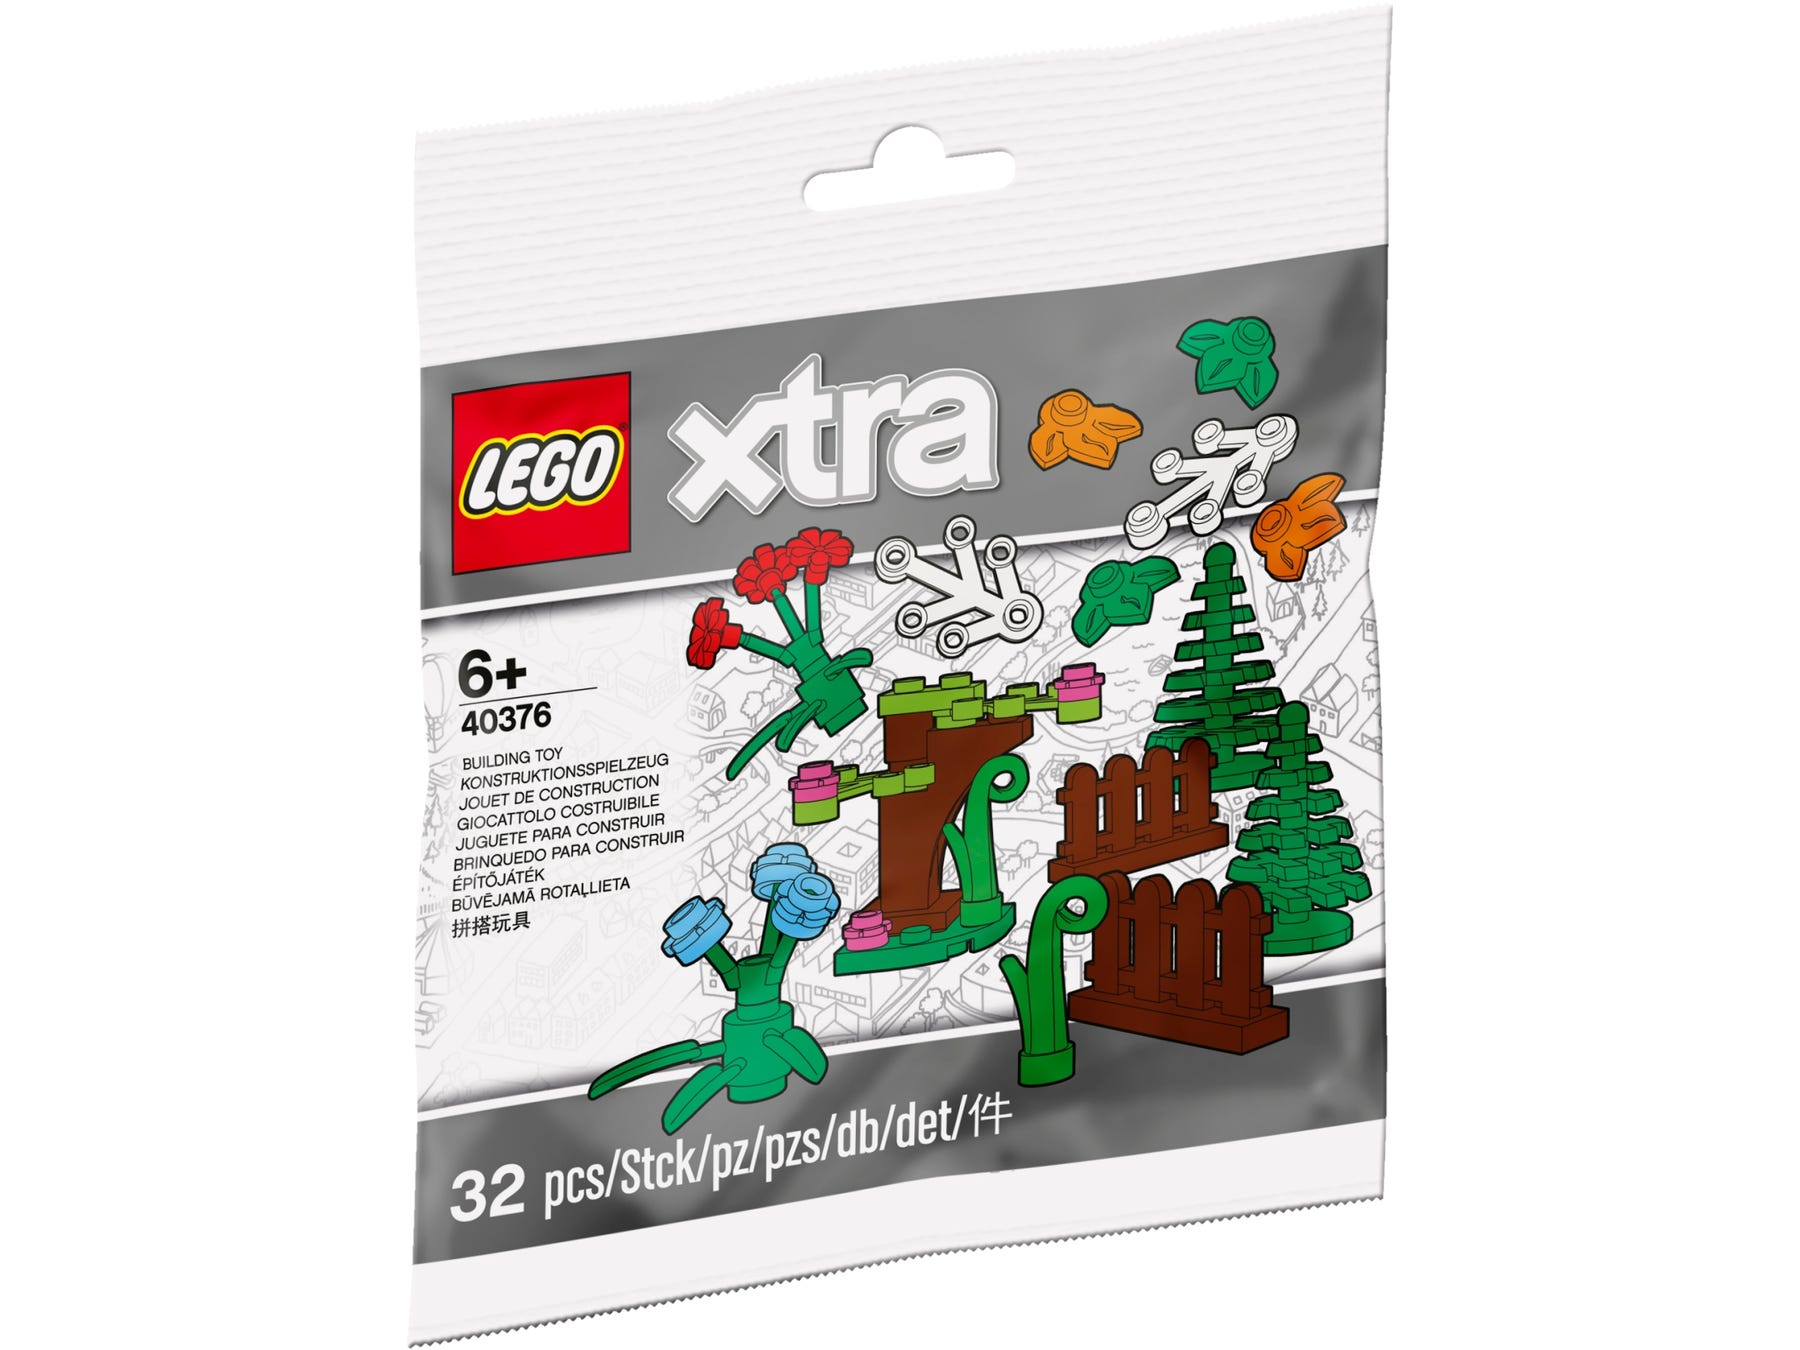 LEGO®
xtra
6+
40376
BUILDING TOY
KONSTRUKTIONSSPIELZEUG
JOUET DE CONSTRUCTION
GIOCATTOLO COSTRUIBILE
JUGUETE PARA CONSTRUIR
BRINQUEDO PARA CONSTRUIR
ÉPÍTŐJÁTÉK
BŪVĒJAMĀ ROTAĻLIETA
拼搭玩具
32 pcs/Stck/pz/pzs/db/det/件